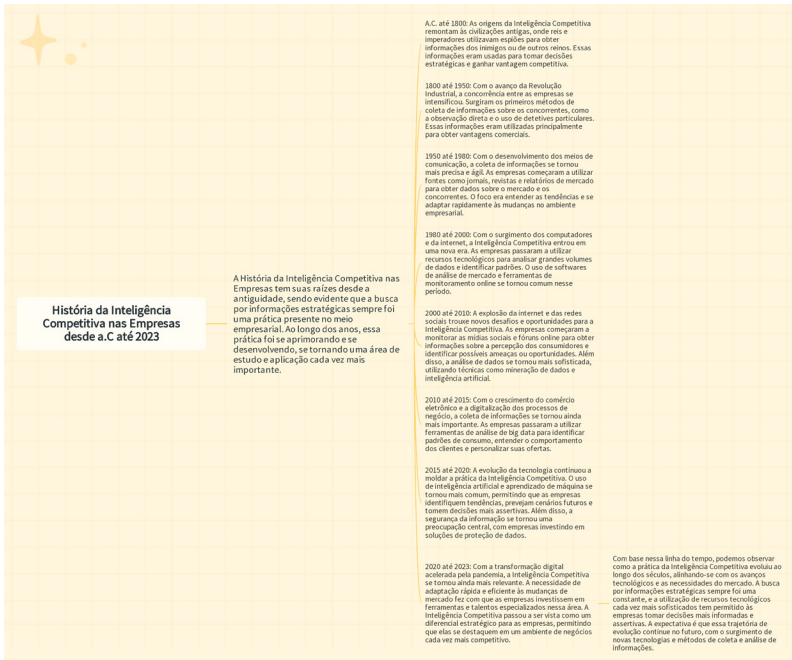 História da Inteligência
Competitiva nas Empresas
desde a.C até 2023
A História da Inteligência Competitiva nas
Empresas tem suas raízes desde a
antiguidade, sendo evidente que a busca
por informações estratégicas sempre foi
uma prática presente no meio
empresarial. Ao longo dos anos, essa
prática foi se aprimorando e se
desenvolvendo, se tornando uma área de
estudo e aplicação cada vez mais
importante.
A.C. até 1800: As origens da Inteligência Competitiva
remontam às civilizações antigas, onde reis e
imperadores utilizavam espiões para obter
informações dos inimigos ou de outros reinos. Essas
informações eram usadas para tomar decisões
estratégicas e ganhar vantagem competitiva.
1800 até 1950: Com o avanço da Revolução
Industrial, a concorrência entre as empresas se
intensificou. Surgiram os primeiros métodos de
coleta de informações sobre os concorrentes, como
a observação direta e o uso de detetives particulares.
Essas informações eram utilizadas principalmente
para obter vantagens comerciais.
1950 até 1980: Com o desenvolvimento dos meios de
comunicação, a coleta de informações se tornou
mais precisa e ágil. As empresas começaram a utilizar
fontes como jornais, revistas e relatórios de mercado
para obter dados sobre o mercado e os
concorrentes. O foco era entender as tendências e se
adaptar rapidamente às mudanças no ambiente
empresarial.
1980 até 2000: Com o surgimento dos computadores
e da internet, a Inteligência Competitiva entrou em
uma nova era. As empresas passaram a utilizar
recursos tecnológicos para analisar grandes volumes
de dados e identificar padrões. O uso de softwares
de análise de mercado e ferramentas de
monitoramento online se tornou comum nesse
período.
2000 até 2010: A explosão da internet e das redes
sociais trouxe novos desafios e oportunidades para a
Inteligência Competitiva. As empresas começaram a
monitorar as mídias sociais e fóruns online para obter
informações sobre a percepção dos consumidores e
identificar possíveis ameaças ou oportunidades. Além
disso, a análise de dados se tornou mais sofisticada,
utilizando técnicas como mineração de dados e
inteligência artificial.
2010 até 2015: Com o crescimento do comércio
eletrônico e a digitalização dos processos de
negócio, a coleta de informações se tornou ainda
mais importante. As empresas passaram a utilizar
ferramentas de análise de big data para identificar
padrões de consumo, entender o comportamento
dos clientes e personalizar suas ofertas.
2015 até 2020: A evolução da tecnologia continuou a
moldar a prática da Inteligência Competitiva. O uso
de inteligência artificial e aprendizado de máquina se
tornou mais comum, permitindo que as empresas
identifiquem tendências, prevejam cenários futuros e
tomem decisões mais assertivas. Além disso, a
segurança da informação se tornou uma
preocupação central, com empresas investindo em
soluções de proteção de dados.
2020 até 2023: Com a transformação digital
acelerada pela pandemia, a Inteligência Competitiva
se tornou ainda mais relevante. A necessidade de
adaptação rápida e eficiente às mudanças de
mercado fez com que as empresas investissem em
ferramentas e talentos especializados nessa área. A
Inteligência Competitiva passou a ser vista como um
diferencial estratégico para as empresas, permitindo
que elas se destaquem em um ambiente de negócios
cada vez mais competitivo.
Com base nessa linha do tempo, podemos observar
como a prática da Inteligência Competitiva evoluiu ao
longo dos séculos, alinhando-se com os avanços
tecnológicos e as necessidades do mercado. A busca
por informações estratégicas sempre foi uma
constante, e a utilização de recursos tecnológicos
cada vez mais sofisticados tem permitido às
empresas tomar decisões mais informadas e
assertivas. A expectativa é que essa trajetória de
evolução continue no futuro, com o surgimento de
novas tecnologias e métodos de coleta e análise de
informações.